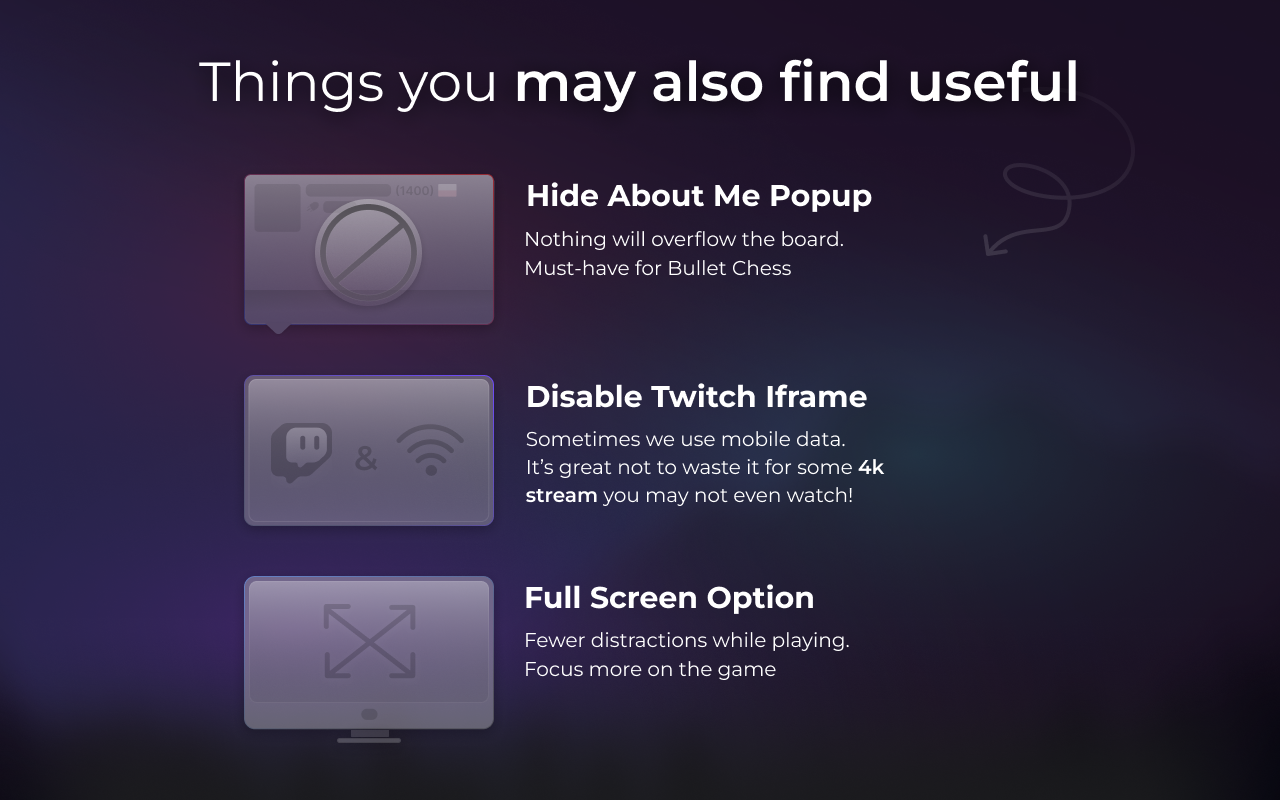 Things you may also find useful
(1400)
Hide About Me Popup
Nothing will overflow the board.
Must-have for Bullet Chess
&
Disable Twitch Iframe
Sometimes we use mobile data.
It’s great not to waste it for some 4k
stream you may not even watch!
Full Screen Option
Fewer distractions while playing.
Focus more on the game